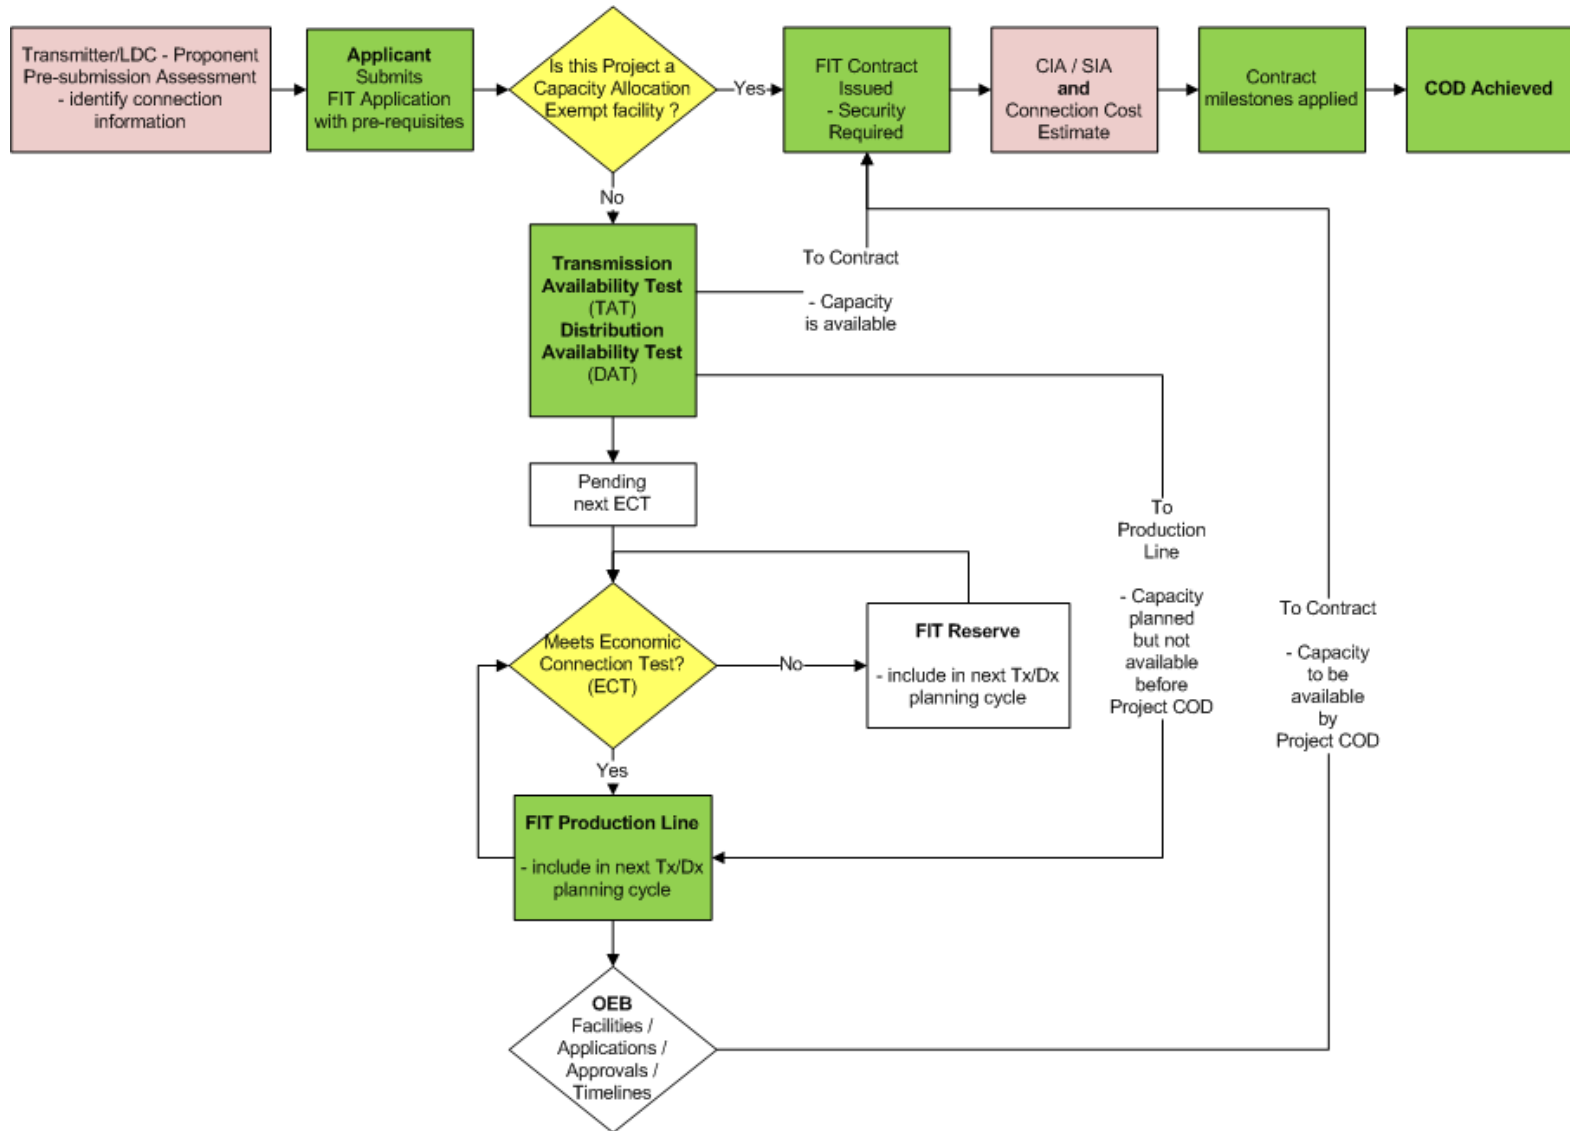 Transmitter/LDC - Proponent
Pre-submission Assessment
- identify connection
information
Applicant
Submits
FIT Application
with pre-requisites
Is this Project a
Capacity Allocation
Exempt facility ?
Yes
FIT Contract
Issued
- Security
Required
CIA / SIA
and
Connection Cost
Estimate
Contract
milestones applied
COD Achieved
No
Transmission
Availability Test
(TAT)
Distribution
Availability Test
(DAT)
To Contract
- Capacity
is available
Pending
next ECT
To
Production
Line
- Capacity
planned
but not
available
before
Project COD
To Contract
- Capacity
to be
available
by
Project COD
Meets Economic
Connection Test?
(ECT)
No
FIT Reserve
- include in next Tx/Dx
planning cycle
Yes
FIT Production Line
- include in next Tx/Dx
planning cycle
OEB
Facilities /
Applications /
Approvals /
Timelines